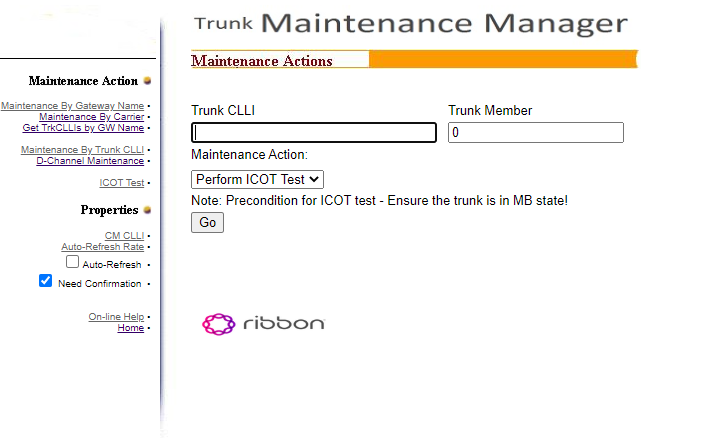 Trunk Maintenance Manager
Maintenance Action
Maintenance By Gateway Name
Maintenance By Carrier
Get TrkCLLIs by GW Name
Maintenance By Trunk CLLI
D-Channel Maintenance
ICOT Test
Properties
CM CLLI
Auto-Refresh Rate
Auto-Refresh
Need Confirmation
On-line Help
Home
Maintenance Actions
Trunk CLLI
Trunk Member
0
Maintenance Action:
Perform ICOT Test
Note: Precondition for ICOT test - Ensure the trunk is in MB state!
Go
ribbon